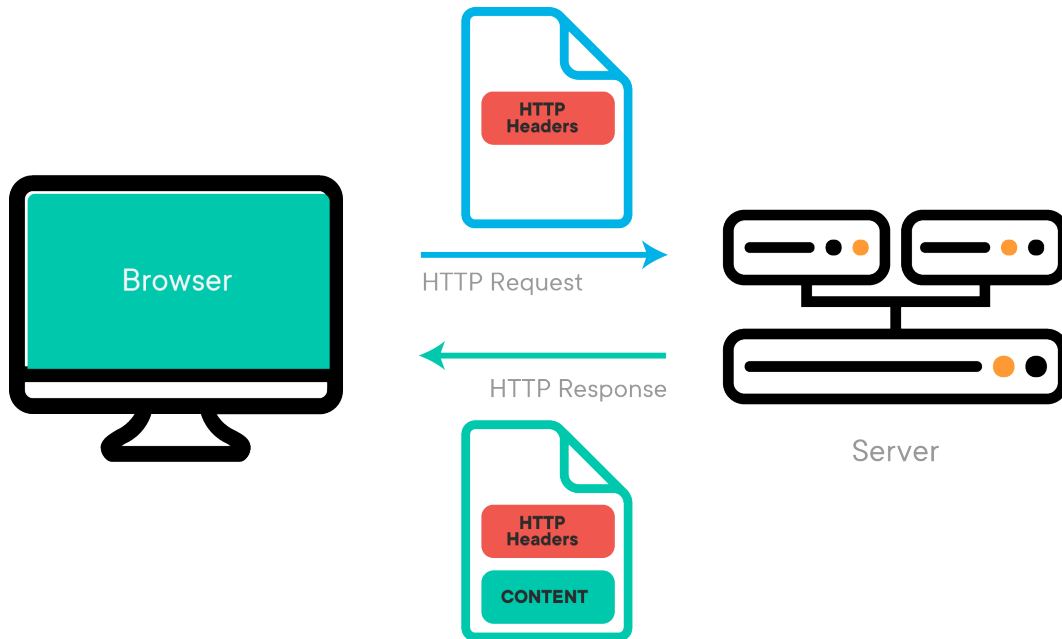 HTTP
Headers
Browser
HTTP Request
HTTP Response
Server
HTTP
Headers
CONTENT